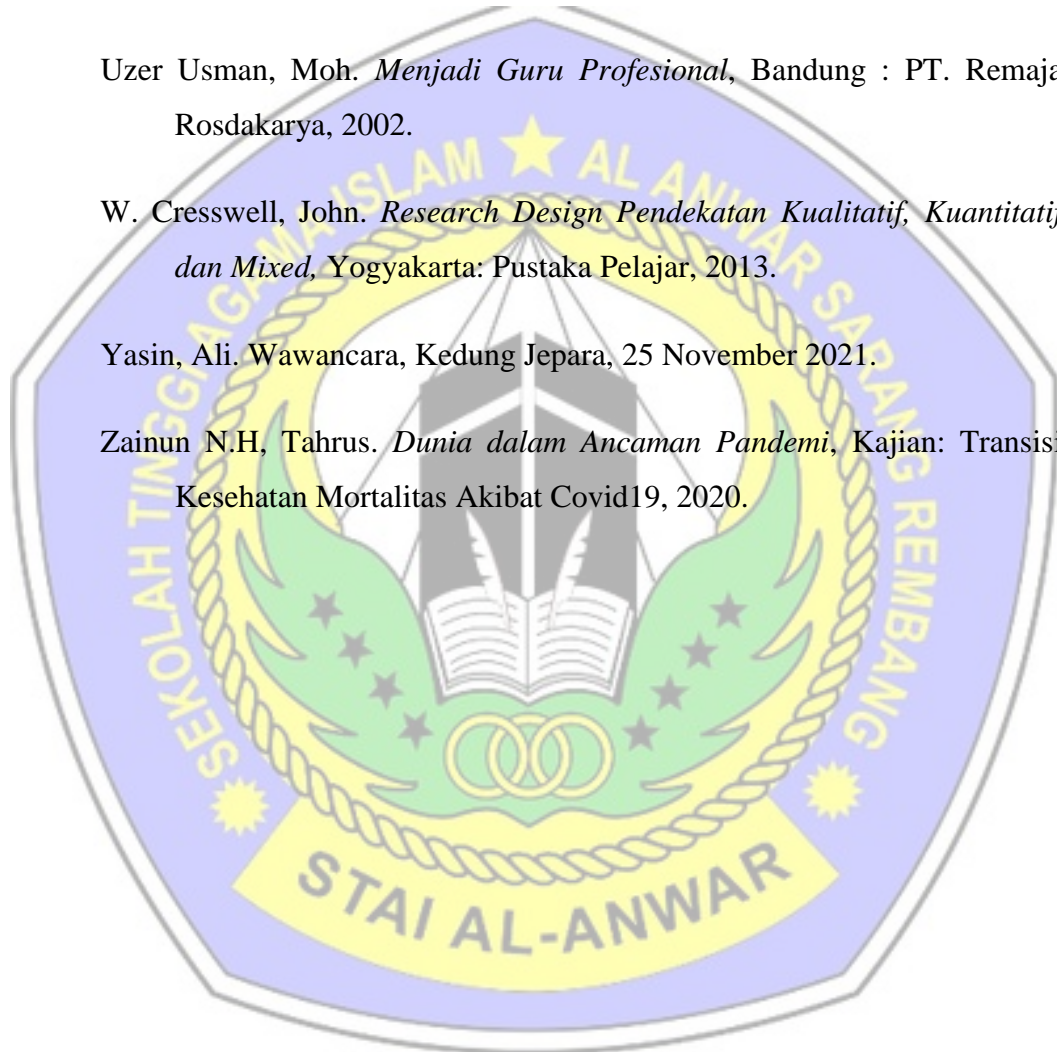 Uzer Usman, Moh. Menjadi Guru Profesional, Bandung : PT. Remaja
Rosdakarya, 2002.
W. Cresswell, John. Research Design Pendekatan Kualitatif, Kuantitatif
dan Mixed, Yogyakarta: Pustaka Pelajar, 2013.
Yasin, Ali. Wawancara, Kedung Jepara, 25 November 2021.
Zainun N.H, Tahrus. Dunia dalam Ancaman Pandemi, Kajian: Transisi
Kesehatan Mortalitas Akibat Covid19, 2020.
SEKOLAH TINGGI AGAMA ISLAM ★ AL ANWAR SARANG REMBANG
STAI AL-ANWAR